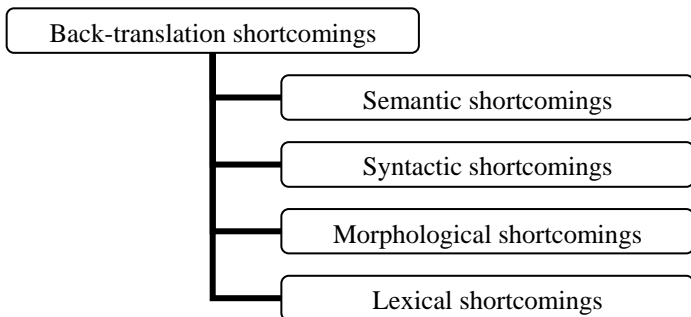 Back-translation shortcomings
Semantic shortcomings
Syntactic shortcomings
Morphological shortcomings
Lexical shortcomings